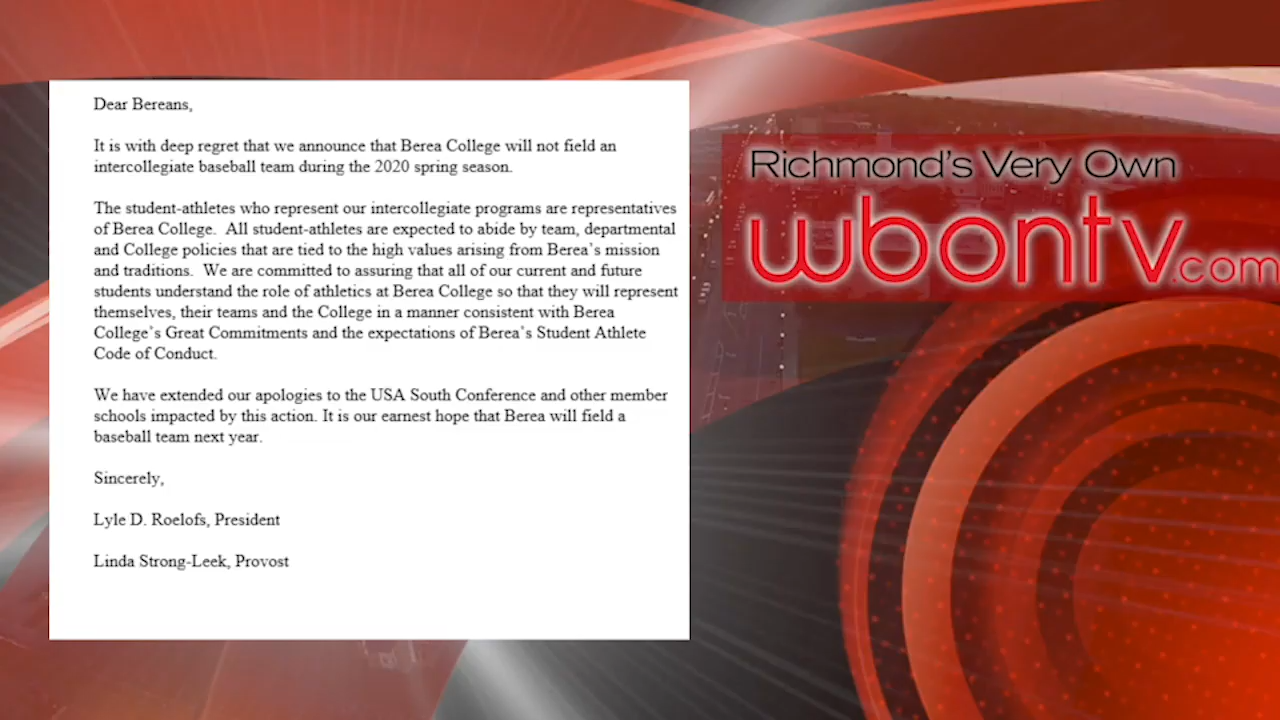 Dear Bereans,
It is with deep regret that we announce that Berea College will not field an
intercollegiate baseball team during the 2020 spring season.
The student-athletes who represent our intercollegiate programs are representatives
of Berea College.  All student-athletes are expected to abide by team, departmental
and College policies that are tied to the high values arising from Berea's mission
and traditions.  We are committed to assuring that all of our current and future
students understand the role of athletics at Berea College so that they will represent
themselves, their teams and the College in a manner consistent with Berea
College's Great Commitments and the expectations of Berea's Student Athlete
Code of Conduct.
We have extended our apologies to the USA South Conference and other member
schools impacted by this action. It is our earnest hope that Berea will field a
baseball team next year.
Sincerely,
Lyle D. Roelofs, President
Linda Strong-Leek, Provost
Richmond's Very Own
wbontv.com